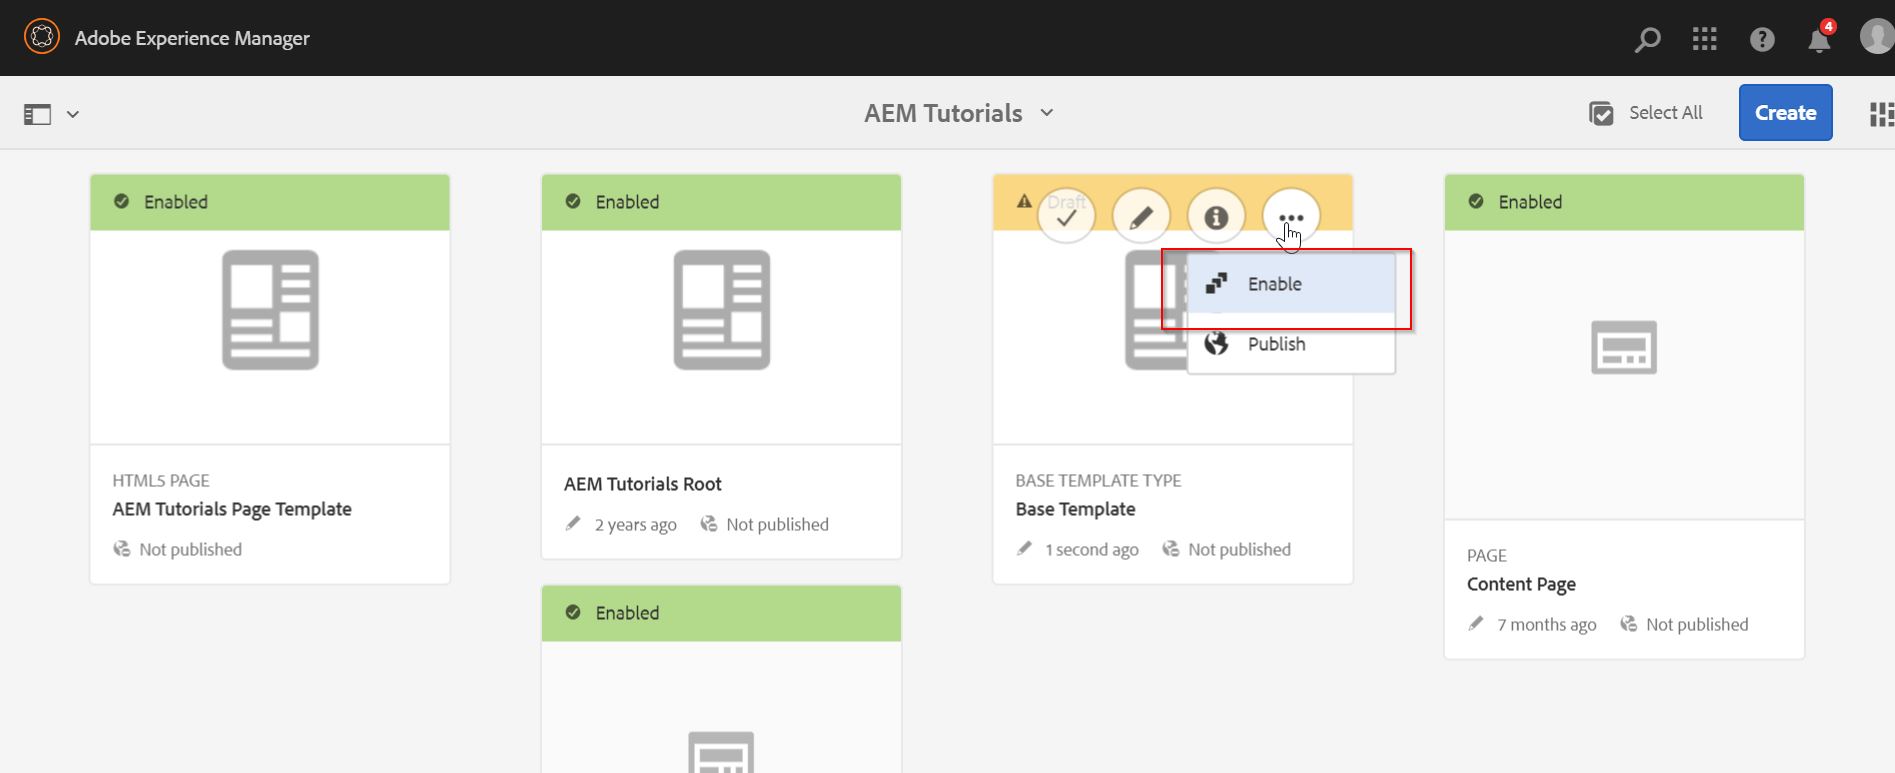 Adobe Experience Manager
4
AEM Tutorials
Select All
Create
Enabled
HTML5 PAGE
AEM Tutorials Page Template
Not published
Enabled
AEM Tutorials Root
2 years ago Not published
Enabled
Draft
Enable
Publish
BASE TEMPLATE TYPE
Base Template
1 second ago Not published
Enabled
PAGE
Content Page
7 months ago Not published